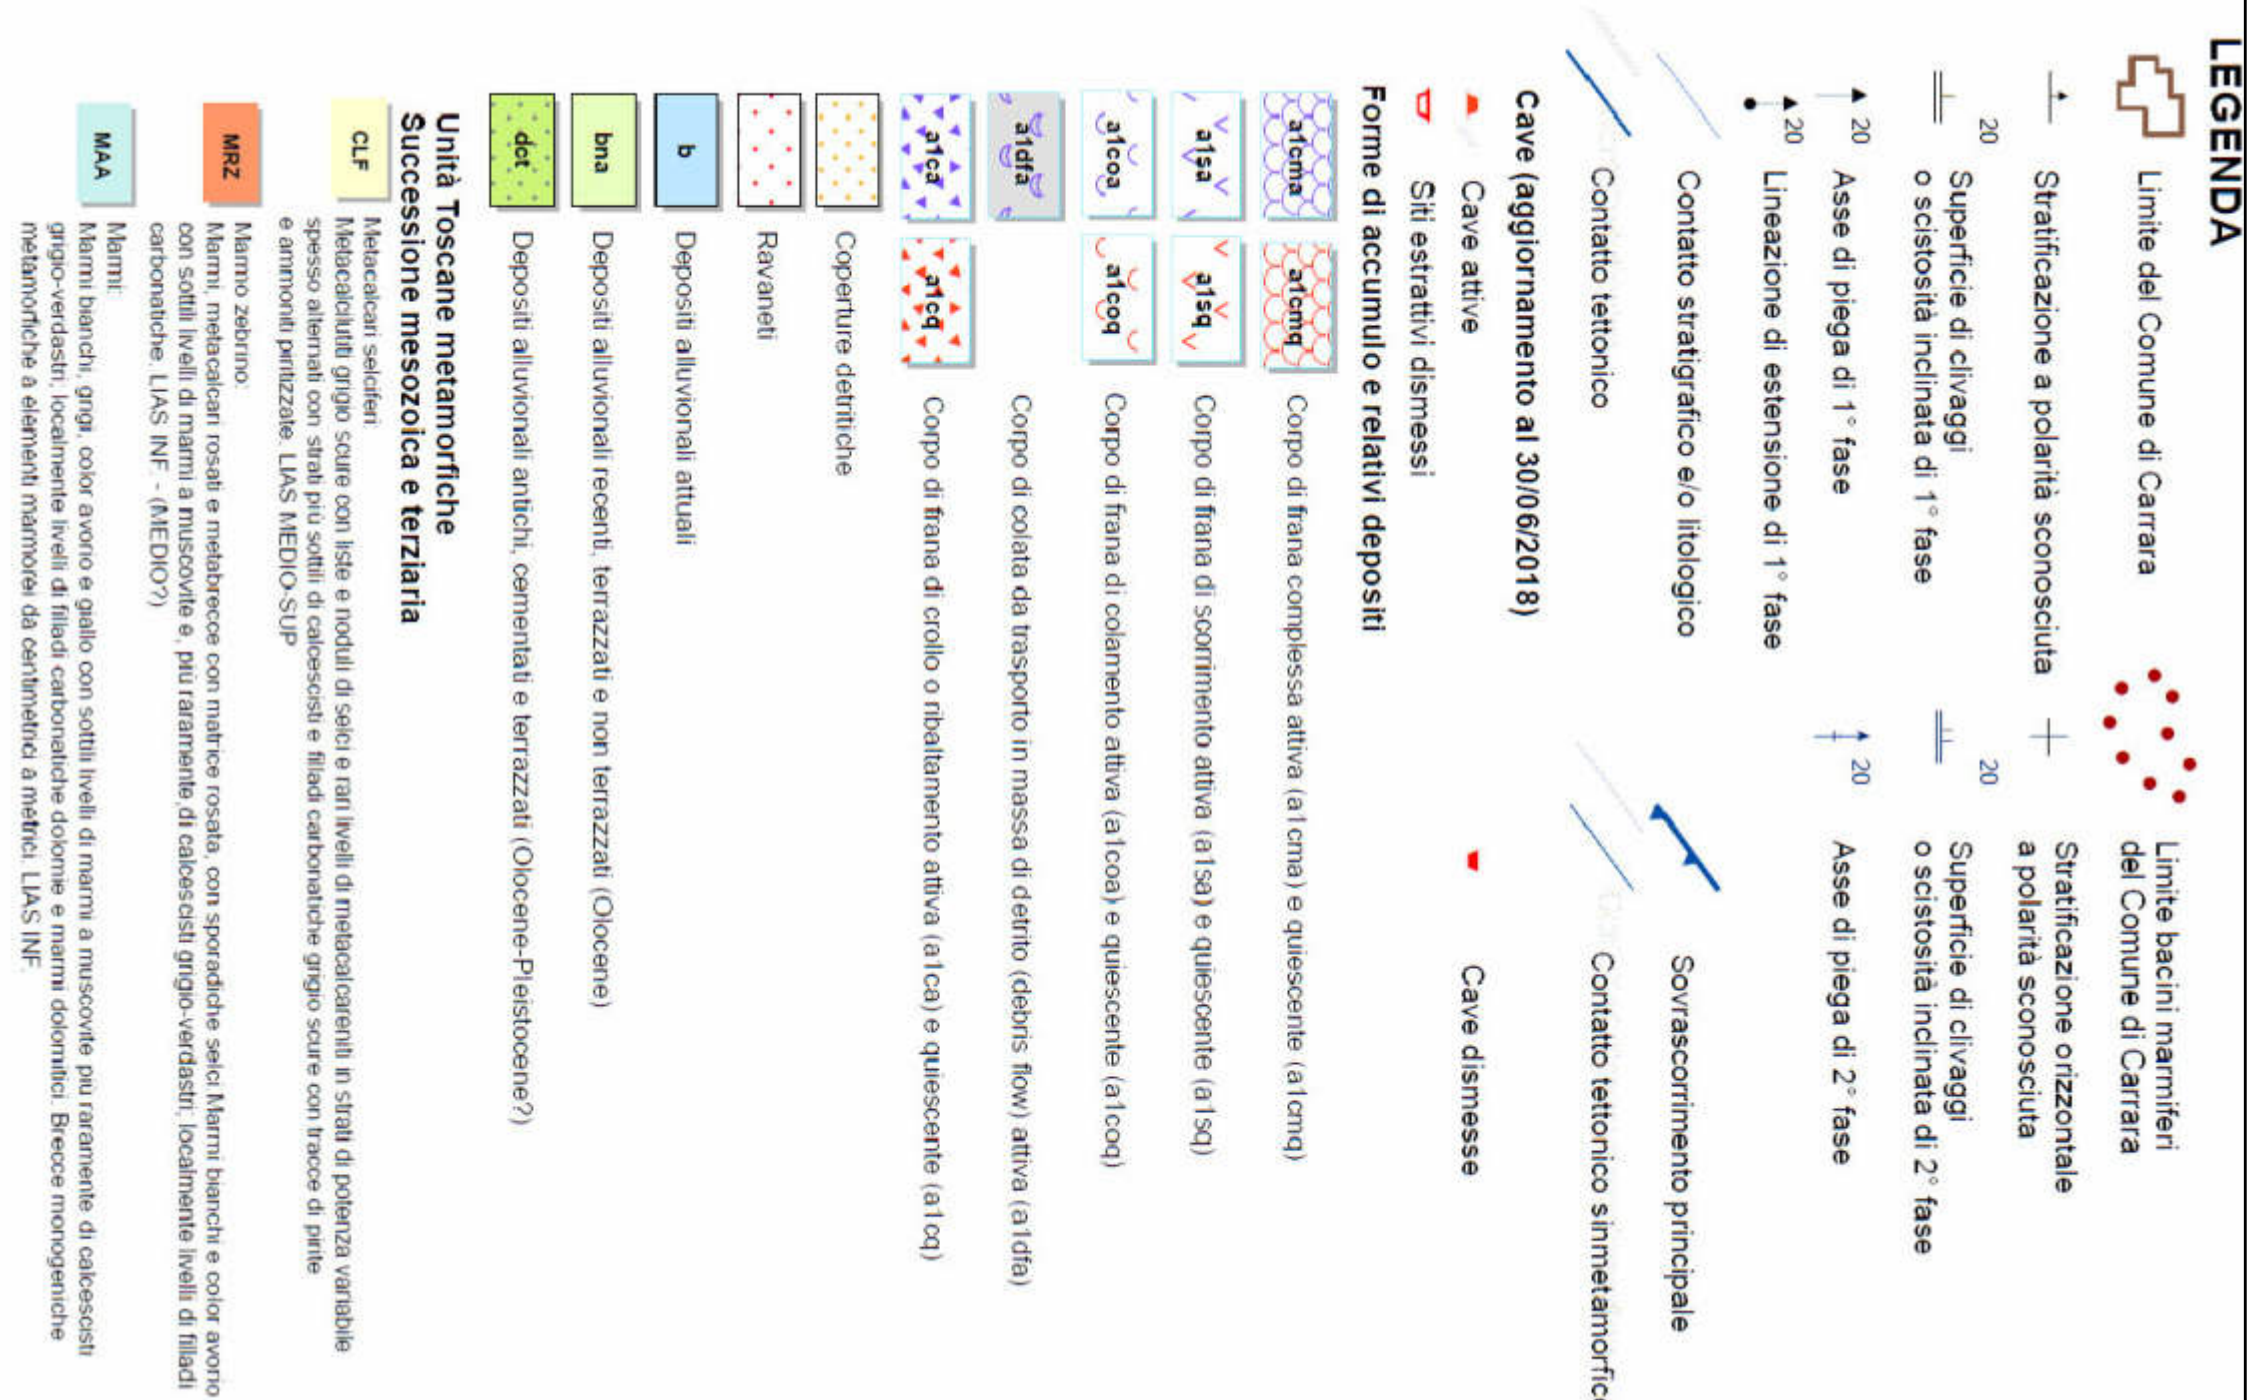 LEGENDA
Limite del Comune di Carrara
Limite bacini marmiferi
del Comune di Carrara
Stratificazione a polarità sconosciuta
Stratificazione orizzontale
a polarità sconosciuta
20
Superficie di clivaggi
o scistosità inclinata di 1° fase
20
Superficie di clivaggi
o scistosità inclinata di 2° fase
20
Asse di piega di 1° fase
20
Asse di piega di 2° fase
20
Lineazione di estensione di 1° fase
Contatto stratigrafico e/o litologico
Sovrascorrimento principale
Contatto tettonico
Contatto tettonico sinmetamorfico
Cave (aggiornamento al 30/06/2018)
Cave attive
Cave dismesse
Siti estrattivi dismessi
Forme di accumulo e relativi depositi
a1cma
a1cmq
Corpo di frana complessa attiva (a1cma) e quiescente (a1cmq)
a1sa
a1sq
Corpo di frana di scorrimento attiva (a1sa) e quiescente (a1sq)
a1coa
a1coq
Corpo di frana di colamento attiva (a1coa) e quiescente (a1coq)
a1dfa
Corpo di colata da trasporto in massa di detrito (debris flow) attiva (a1dfa)
a1ca
a1cq
Corpo di frana di crollo o ribaltamento attiva (a1ca) e quiescente (a1cq)
Coperture detritiche
Ravaneti
b
Depositi alluvionali attuali
bna
Depositi alluvionali recenti, terrazzati e non terrazzati (Olocene)
dct
Depositi alluvionali antichi, cementati e terrazzati (Olocene-Pleistocene?)
Unità Toscane metamorfiche
Successione mesozoica e terziaria
CLF
Metacalcari selciferi:
Metacalcilutiti grigio scure con liste e noduli di selci e rari livelli di metacalcareniti in strati di potenza variabile
spesso alternati con strati più sottili di calcescisti e filladi carbonatiche grigio scure con tracce di pirite
e ammoniti piritizzate. LIAS MEDIO-SUP
MRZ
Marmo zebrino:
Marmi, metacalcari rosati e metabrecce con matrice rosata, con sporadiche selci.Marmi bianchi e color avorio
con sottili livelli di marmi a muscovite e, più raramente,di calcescisti grigio-verdastri; localmente livelli di filladi
carbonatiche. LIAS INF. - (MEDIO?)
MAA
Marmi:
Marmi bianchi, grigi, color avorio e giallo con sottili livelli di marmi a muscovite piu raramente di calcescisti
grigio-verdastri; localmente livelli di filladi carbonatiche dolomie e marmi dolomitici. Brecce monogeniche
metamorfiche a elementi marmorei da centimetrici a metrici. LIAS INF.